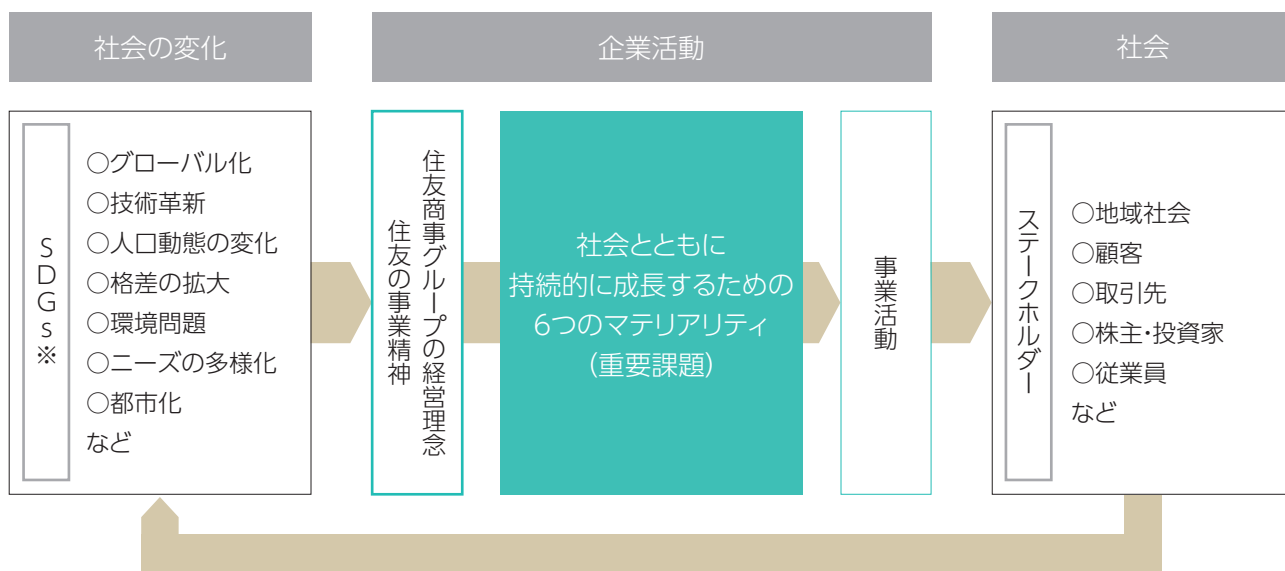 社会の変化
企業活動
社会
SDGs※
○グローバル化
○技術革新
○人口動態の変化
○格差の拡大
○環境問題
○ニーズの多様化
○都市化
など
住友商事グループの経営理念
住友の事業精神
社会とともに
持続的に成長するための
6つのマテリアリティ
(重要課題)
事業活動
ステークホルダー
○地域社会
○顧客
○取引先
○株主・投資家
○従業員
など